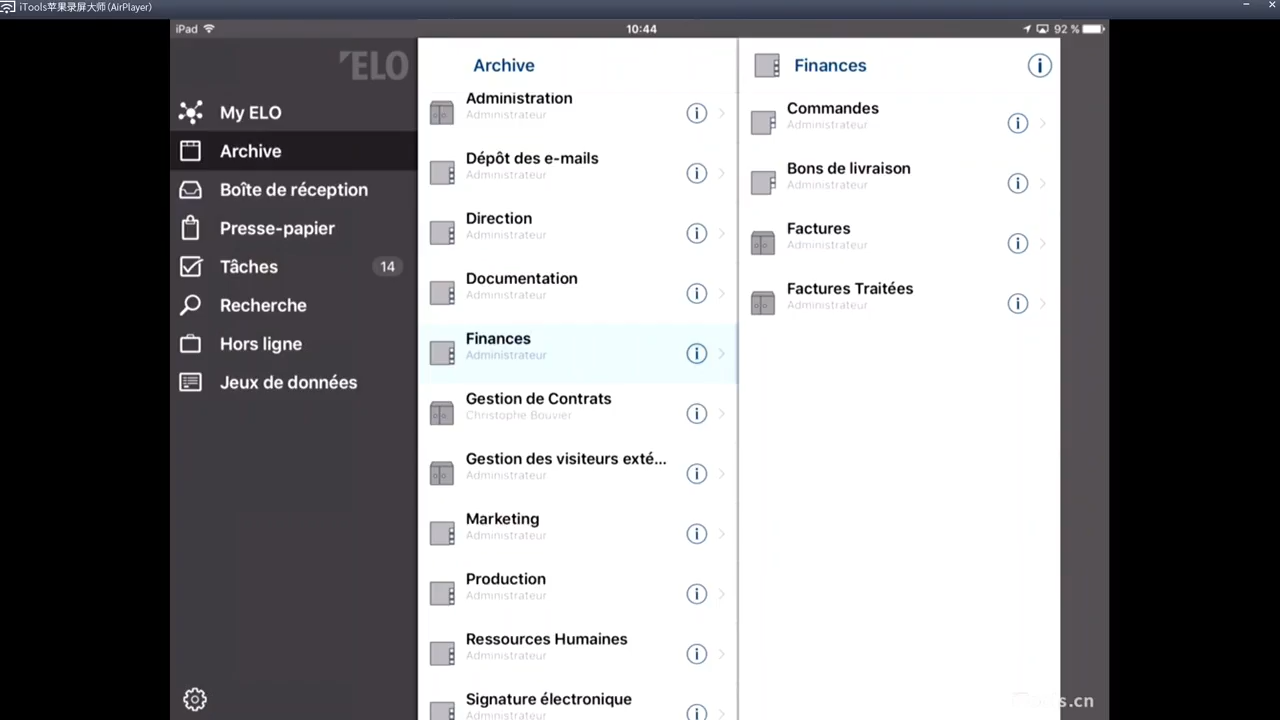 iTools苹果录屏大师(AirPlayer)
iPad
10:44
92 %
ELO
My ELO
Archive
Boîte de réception
Presse-papier
Tâches
14
Recherche
Hors ligne
Jeux de données
Archive
Administration
Administrateur
Dépôt des e-mails
Administrateur
Direction
Administrateur
Documentation
Administrateur
Finances
Administrateur
Gestion de Contrats
Christophe Bouvier
Gestion des visiteurs exté...
Administrateur
Marketing
Administrateur
Production
Administrateur
Ressources Humaines
Administrateur
Signature électronique
Administrateur
Finances
Commandes
Administrateur
Bons de livraison
Administrateur
Factures
Administrateur
Factures Traitées
Administrateur